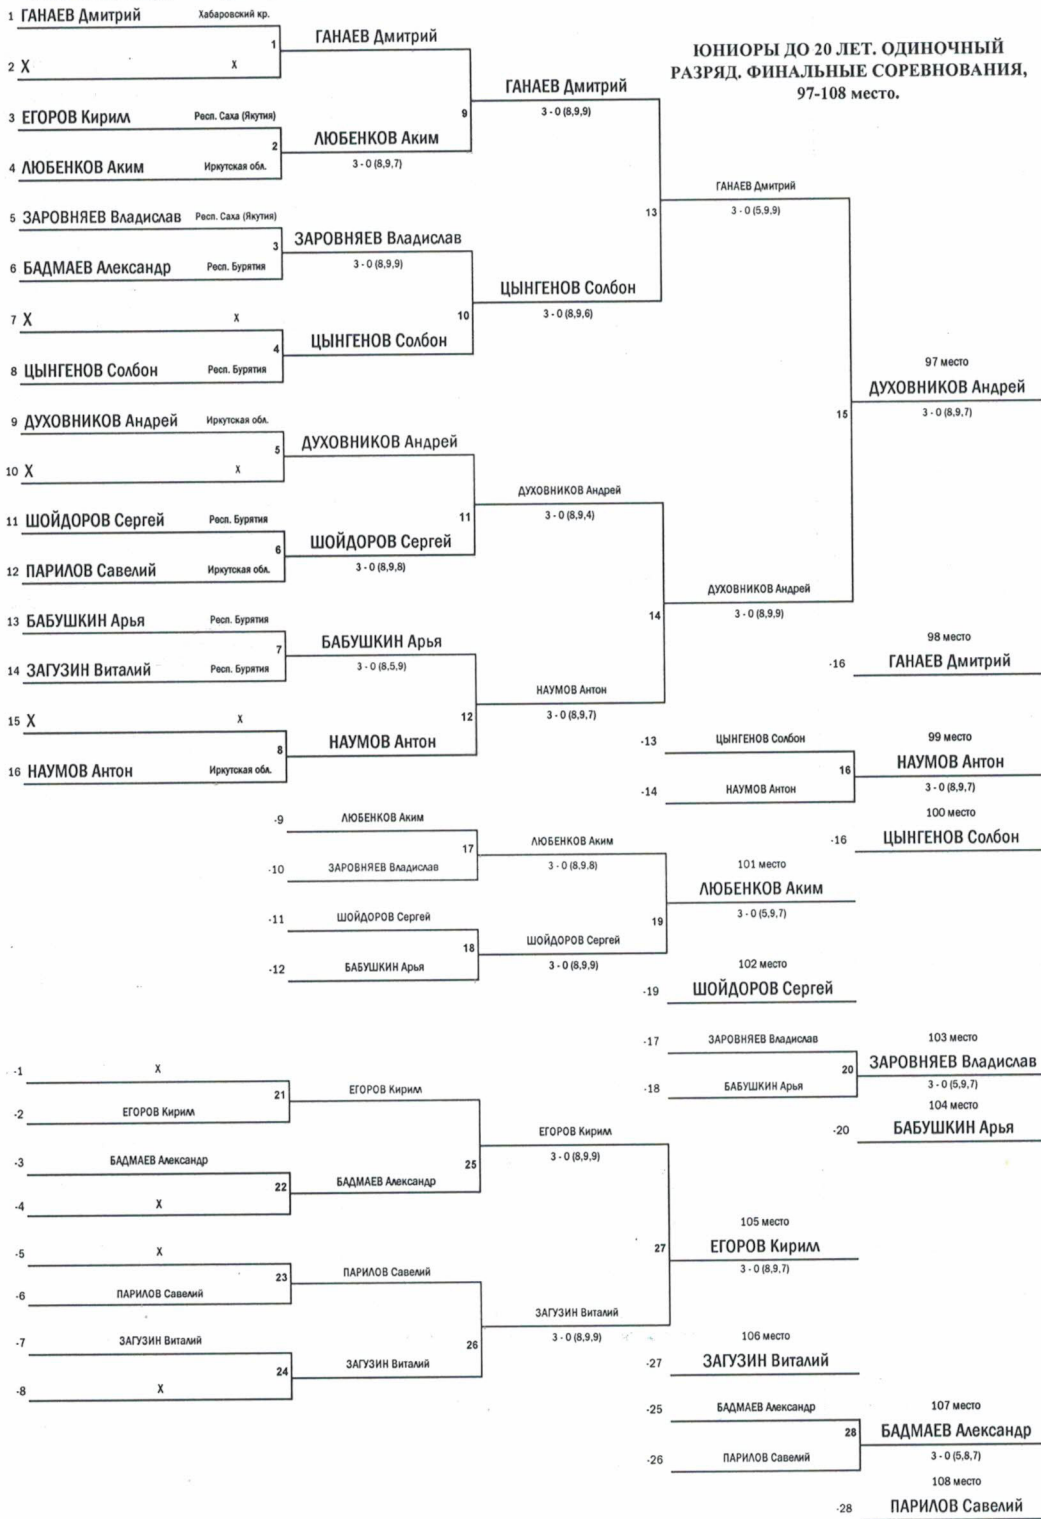 ЮНИОРЫ ДО 20 ЛЕТ. ОДИНОЧНЫЙ
РАЗРЯД. ФИНАЛЬНЫЕ СОРЕВНОВАНИЯ,
97-108 место.
1 ГАНАЕВ Дмитрий Хабаровский кр.
1
2 X X
ГАНАЕВ Дмитрий
3 ЕГОРОВ Кирилл Респ. Саха (Якутия)
2
4 ЛЮБЕНКОВ Аким Иркутская обл.
ЛЮБЕНКОВ Аким
3 - 0 (8,9,7)
9
ГАНАЕВ Дмитрий
3 - 0 (8,9,9)
5 ЗАРОВНЯЕВ Владислав Респ. Саха (Якутия)
3
6 БАДМАЕВ Александр Респ. Бурятия
ЗАРОВНЯЕВ Владислав
3 - 0 (8,9,9)
7 X X
4
8 ЦЫНГЕНОВ Солбон Респ. Бурятия
ЦЫНГЕНОВ Солбон
10
ЦЫНГЕНОВ Солбон
3 - 0 (8,9,6)
13
ГАНАЕВ Дмитрий
3 - 0 (5,9,9)
9 ДУХОВНИКОВ Андрей Иркутская обл.
5
10 X X
ДУХОВНИКОВ Андрей
11 ШОЙДОРОВ Сергей Респ. Бурятия
6
12 ПАРИЛОВ Савелий Иркутская обл.
ШОЙДОРОВ Сергей
3 - 0 (8,9,8)
11
ДУХОВНИКОВ Андрей
3 - 0 (8,9,4)
13 БАБУШКИН Арья Респ. Бурятия
7
14 ЗАГУЗИН Виталий Респ. Бурятия
БАБУШКИН Арья
3 - 0 (8,5,9)
15 X X
8
16 НАУМОВ Антон Иркутская обл.
НАУМОВ Антон
12
НАУМОВ Антон
3 - 0 (8,9,7)
14
ДУХОВНИКОВ Андрей
3 - 0 (8,9,9)
15
97 место
ДУХОВНИКОВ Андрей
3 - 0 (8,9,7)
98 место
-16 ГАНАЕВ Дмитрий
-13 ЦЫНГЕНОВ Солбон
16
-14 НАУМОВ Антон
99 место
НАУМОВ Антон
3 - 0 (8,9,7)
100 место
-16 ЦЫНГЕНОВ Солбон
-9 ЛЮБЕНКОВ Аким
17
-10 ЗАРОВНЯЕВ Владислав
ЛЮБЕНКОВ Аким
3 - 0 (8,9,8)
-11 ШОЙДОРОВ Сергей
18
-12 БАБУШКИН Арья
ШОЙДОРОВ Сергей
3 - 0 (8,9,9)
19
101 место
ЛЮБЕНКОВ Аким
3 - 0 (5,9,7)
102 место
-19 ШОЙДОРОВ Сергей
-17 ЗАРОВНЯЕВ Владислав
20
-18 БАБУШКИН Арья
103 место
ЗАРОВНЯЕВ Владислав
3 - 0 (5,9,7)
104 место
-20 БАБУШКИН Арья
-1 X
21
-2 ЕГОРОВ Кирилл
ЕГОРОВ Кирилл
-3 БАДМАЕВ Александр
22
-4 X
БАДМАЕВ Александр
25
ЕГОРОВ Кирилл
3 - 0 (8,9,9)
-5 X
23
-6 ПАРИЛОВ Савелий
ПАРИЛОВ Савелий
-7 ЗАГУЗИН Виталий
24
-8 X
ЗАГУЗИН Виталий
26
ЗАГУЗИН Виталий
3 - 0 (8,9,9)
27
105 место
ЕГОРОВ Кирилл
3 - 0 (8,9,7)
106 место
-27 ЗАГУЗИН Виталий
-25 БАДМАЕВ Александр
28
-26 ПАРИЛОВ Савелий
107 место
БАДМАЕВ Александр
3 - 0 (5,8,7)
108 место
-28 ПАРИЛОВ Савелий